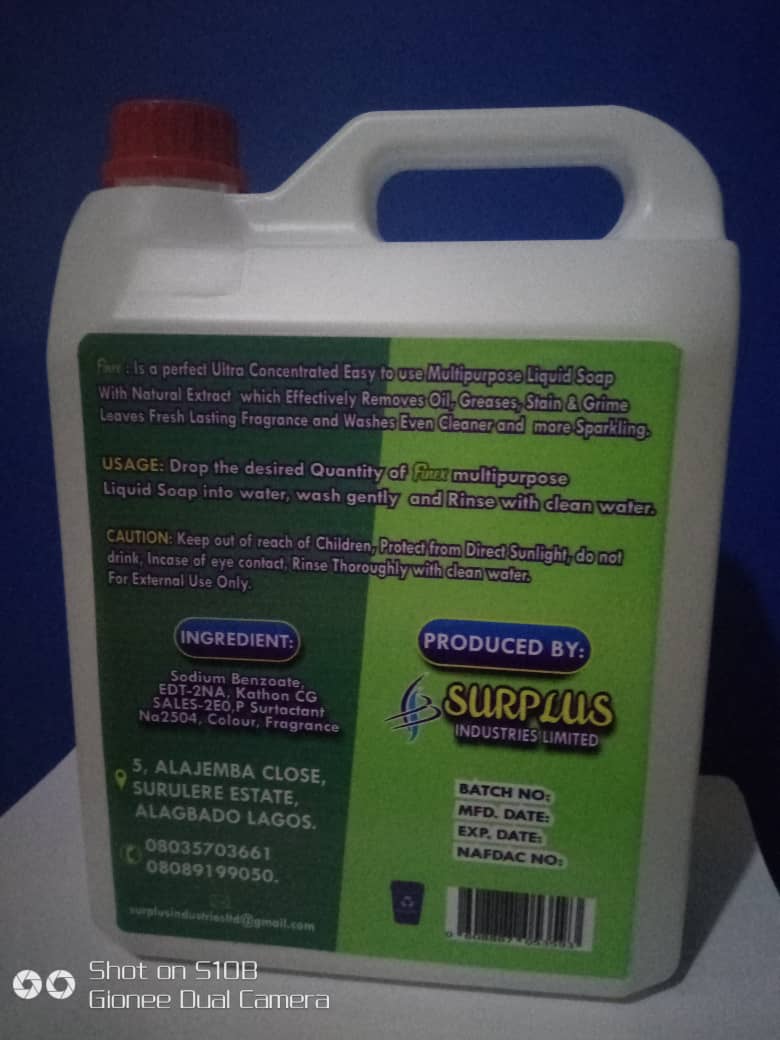 Finex : Is a perfect Ultra Concentrated Easy to use Multipurpose Liquid Soap
With Natural Extract which Effectively Removes Oil, Greases, Stain & Grime
Leaves Fresh Lasting Fragrance and Washes Even Cleaner and more Sparkling.
USAGE: Drop the desired Quantity of Finex multipurpose
Liquid Soap into water, wash gently and Rinse with clean water.
CAUTION: Keep out of reach of Children, Protect from Direct Sunlight, do not
drink, Incase of eye contact, Rinse Thoroughly with clean water.
For External Use Only.
INGREDIENT:
Sodium Benzoate,
EDT-2NA, Kathon CG
SALES-2EO,P Surtactant
Na2504, Colour, Fragrance
PRODUCED BY:
SURPLUS
INDUSTRIES LIMITED
5, ALAJEMBA CLOSE,
SURULERE ESTATE,
ALAGBADO LAGOS.
08035703661
08089199050.
surplusindustriesltd@gmail.com
BATCH NO:
MFD. DATE:
EXP. DATE:
NAFDAC NO:
Shot on S10B
Gionee Dual Camera